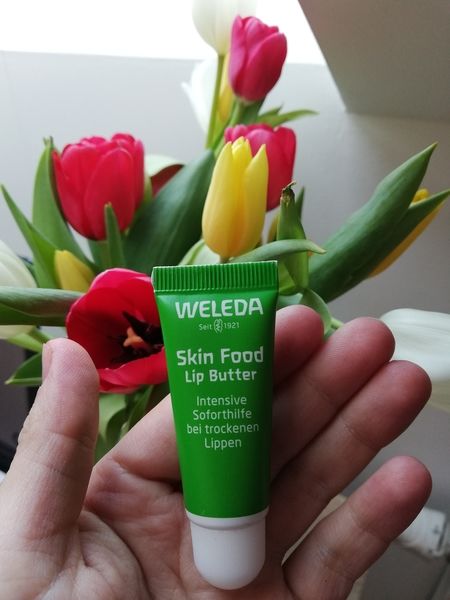 WELEDA
Seit 1921
Skin Food
Lip Butter
Intensive
Soforthilfe
bei trockenen
Lippen